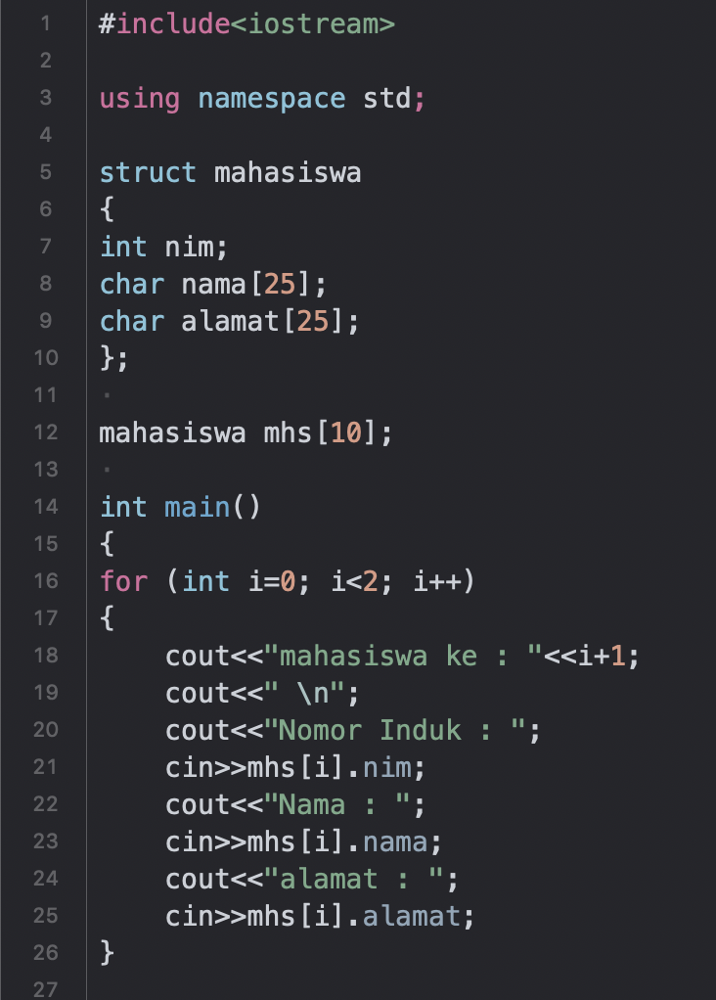 1 #include<iostream>
2
3 using namespace std;
4
5 struct mahasiswa
6 {
7 int nim;
8 char nama[25];
9 char alamat[25];
10 };
11
12 mahasiswa mhs[10];
13
14 int main()
15 {
16 for (int i=0; i<2; i++)
17 {
18     cout<<"mahasiswa ke : "<<i+1;
19     cout<<" \n";
20     cout<<"Nomor Induk : ";
21     cin>>mhs[i].nim;
22     cout<<"Nama : ";
23     cin>>mhs[i].nama;
24     cout<<"alamat : ";
25     cin>>mhs[i].alamat;
26 }
27